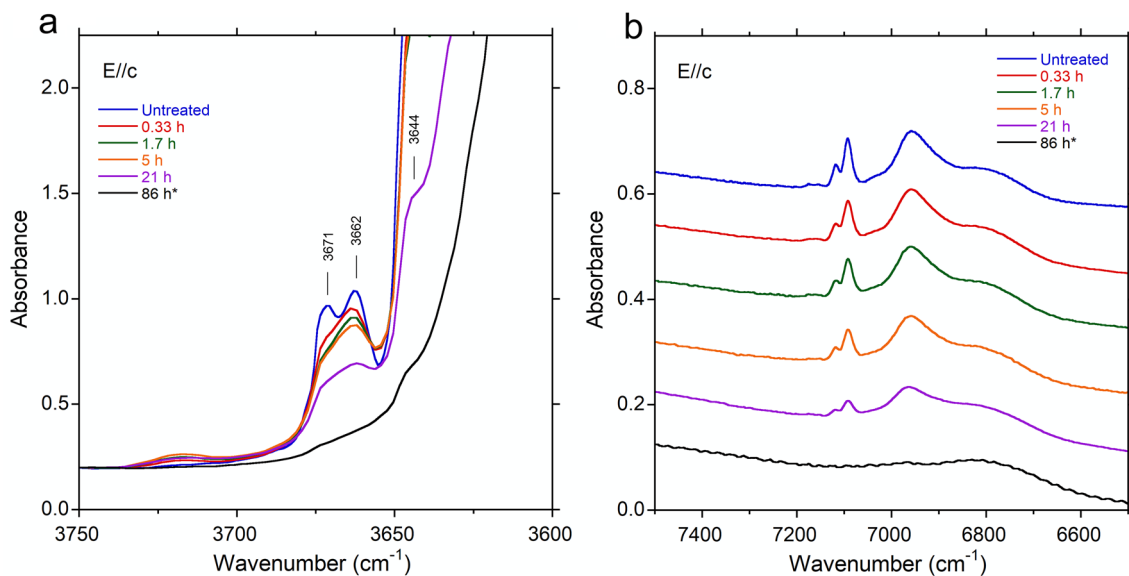 a
E//c
Untreated
0.33 h
1.7 h
5 h
21 h
86 h*
3671
3662
3644
2.0
1.5
1.0
0.5
0.0
Absorbance
3750
3700
3650
3600
Wavenumber (cm⁻¹)
b
E//c
Untreated
0.33 h
1.7 h
5 h
21 h
86 h*
0.8
0.6
0.4
0.2
0.0
Absorbance
7400
7200
7000
6800
6600
Wavenumber (cm⁻¹)